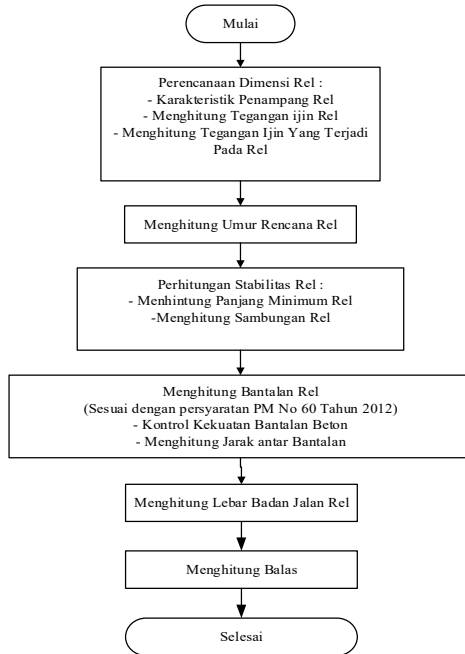 Mulai
Perencanaan Dimensi Rel :
- Karakteristik Penampang Rel
- Menghitung Tegangan ijin Rel
- Menghitung Tegangan Ijin Yang Terjadi
Pada Rel
Menghitung Umur Rencana Rel
Perhitungan Stabilitas Rel :
- Menhintung Panjang Minimum Rel
-Menghitung Sambungan Rel
Menghitung Bantalan Rel
(Sesuai dengan persyaratan PM No 60 Tahun 2012)
- Kontrol Kekuatan Bantalan Beton
- Menghitung Jarak antar Bantalan
Menghitung Lebar Badan Jalan Rel
Menghitung Balas
Selesai